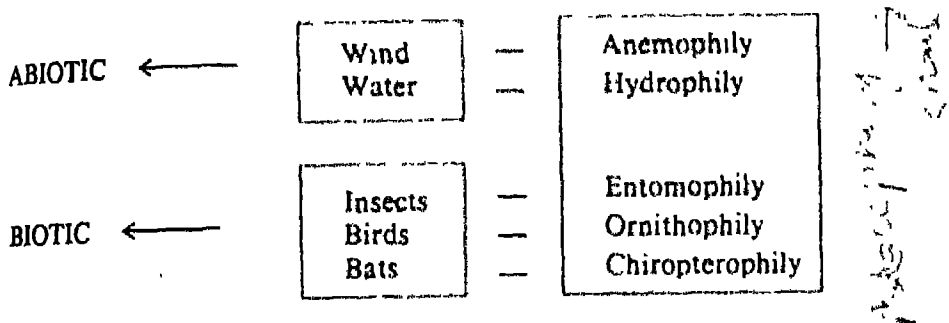 Wind — Anemophily
ABIOTIC ← Water — Hydrophily
Insects — Entomophily
BIOTIC ← Birds — Ornithophily
Bats — Chiropterophily